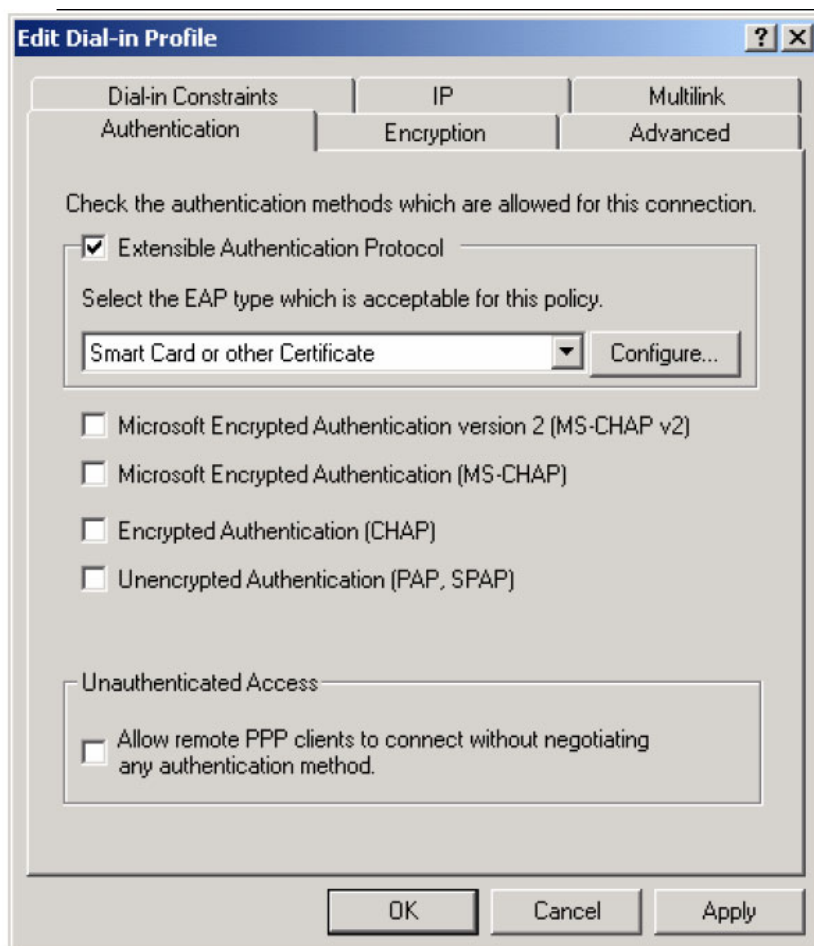 Edit Dial-in Profile
Dial-in Constraints
IP
Multilink
Authentication
Encryption
Advanced
Check the authentication methods which are allowed for this connection.
Extensible Authentication Protocol
Select the EAP type which is acceptable for this policy.
Smart Card or other Certificate
Configure...
Microsoft Encrypted Authentication version 2 (MS-CHAP v2)
Microsoft Encrypted Authentication (MS-CHAP)
Encrypted Authentication (CHAP)
Unencrypted Authentication (PAP, SPAP)
Unauthenticated Access
Allow remote PPP clients to connect without negotiating
any authentication method.
OK
Cancel
Apply